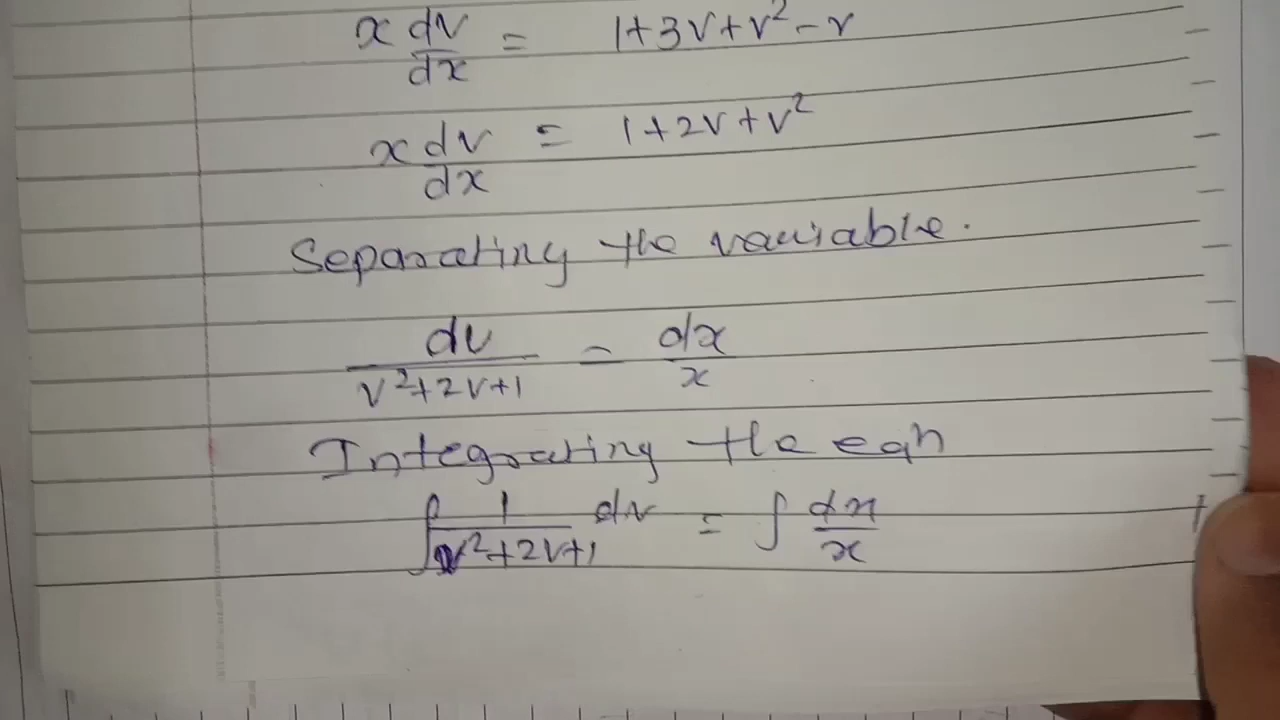 x dv/dx = 1+3v+v²-v
x dv/dx = 1+2v+v²
Separating the variable.
dv/v²+2v+1 = dx/x
Integrating the eqn
∫ 1/v²+2v+1 dv = ∫ dx/x